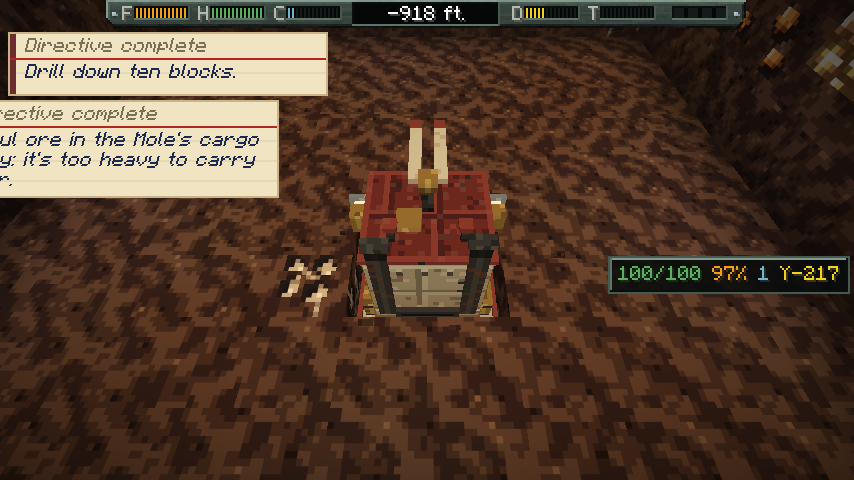 F H C -918 ft. D T
Directive complete
Drill down ten blocks.
rective complete
ul ore in the Mole's cargo
y: it's too heavy to carry
r.
100/100 97% 1 Y-217